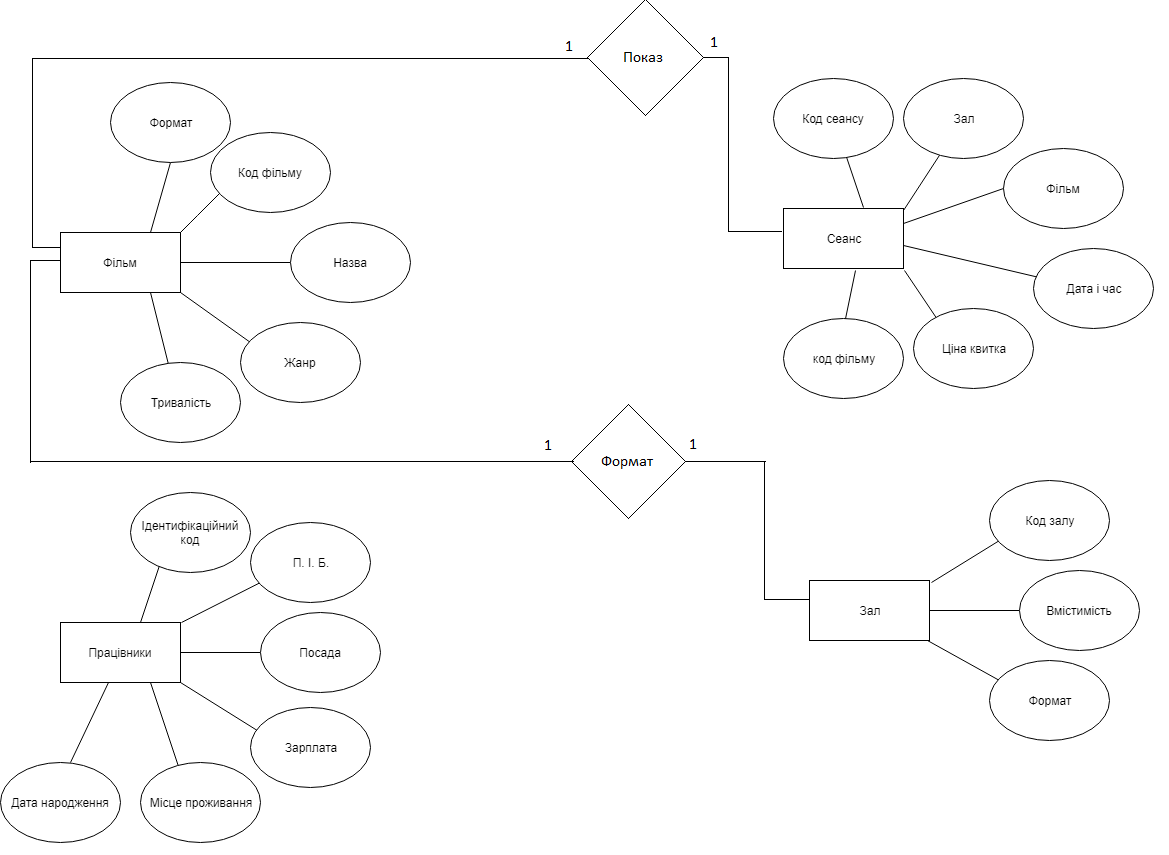 1
Показ
1
Формат
Код фільму
Назва
Фільм
Жанр
Тривалість
Код сеансу
Зал
Фільм
Сеанс
Дата і час
Ціна квитка
код фільму
1
Формат
1
Ідентифікаційний
код
П. І. Б.
Працівники
Посада
Зарплата
Дата народження
Місце проживання
Код залу
Зал
Вмістимість
Формат